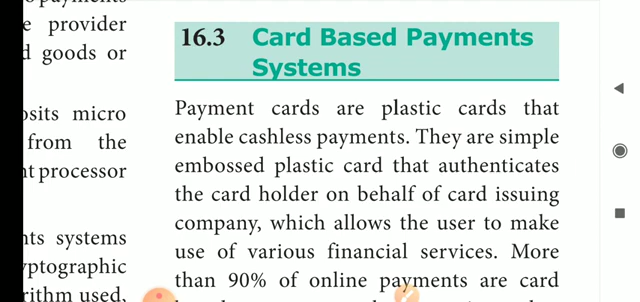 payments
e provider
d goods or
osits micro
from the
nt processor
nts systems
yptographic
rithm used,
16.3 Card Based Payments
Systems
Payment cards are plastic cards that
enable cashless payments. They are simple
embossed plastic card that authenticates
the card holder on behalf of card issuing
company, which allows the user to make
use of various financial services. More
than 90% of online payments are card